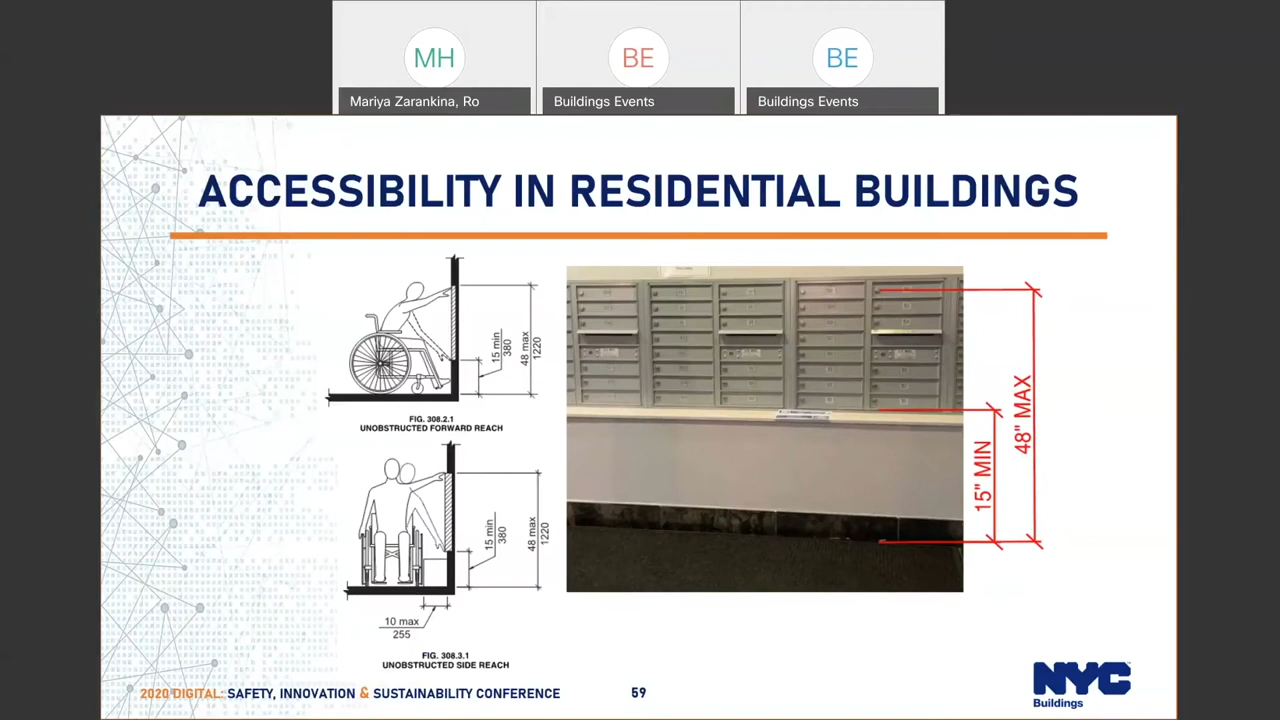 MH
BE
BE
Mariya Zarankina, Ro
Buildings Events
Buildings Events
ACCESSIBILITY IN RESIDENTIAL BUILDINGS
15 min
380
48 max
1220
FIG. 308.2.1
UNOBSTRUCTED FORWARD REACH
15 min
380
48 max
1220
10 max
255
FIG. 308.3.1
UNOBSTRUCTED SIDE REACH
15" MIN
48" MAX
2020 DIGITAL: SAFETY, INNOVATION & SUSTAINABILITY CONFERENCE
59
NYC
Buildings